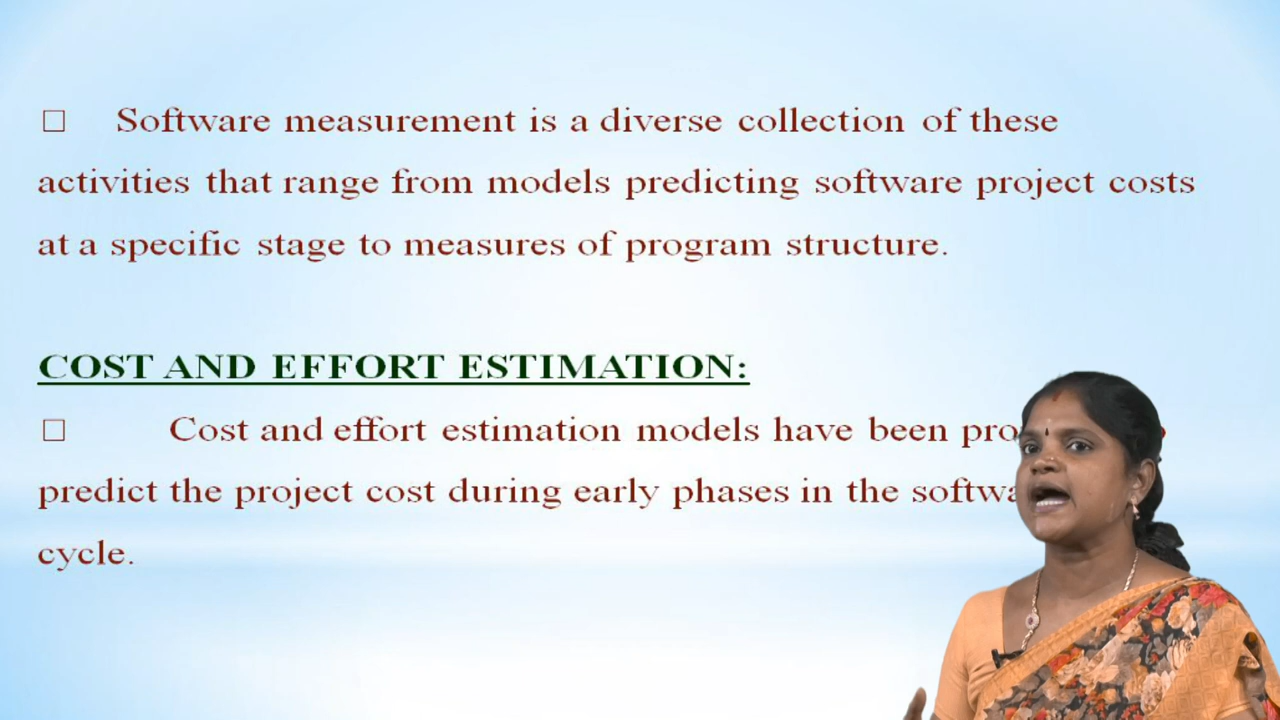 □ Software measurement is a diverse collection of these
activities that range from models predicting software project costs
at a specific stage to measures of program structure.
COST AND EFFORT ESTIMATION:
□ Cost and effort estimation models have been
predict the project cost during early phases in the
cycle.